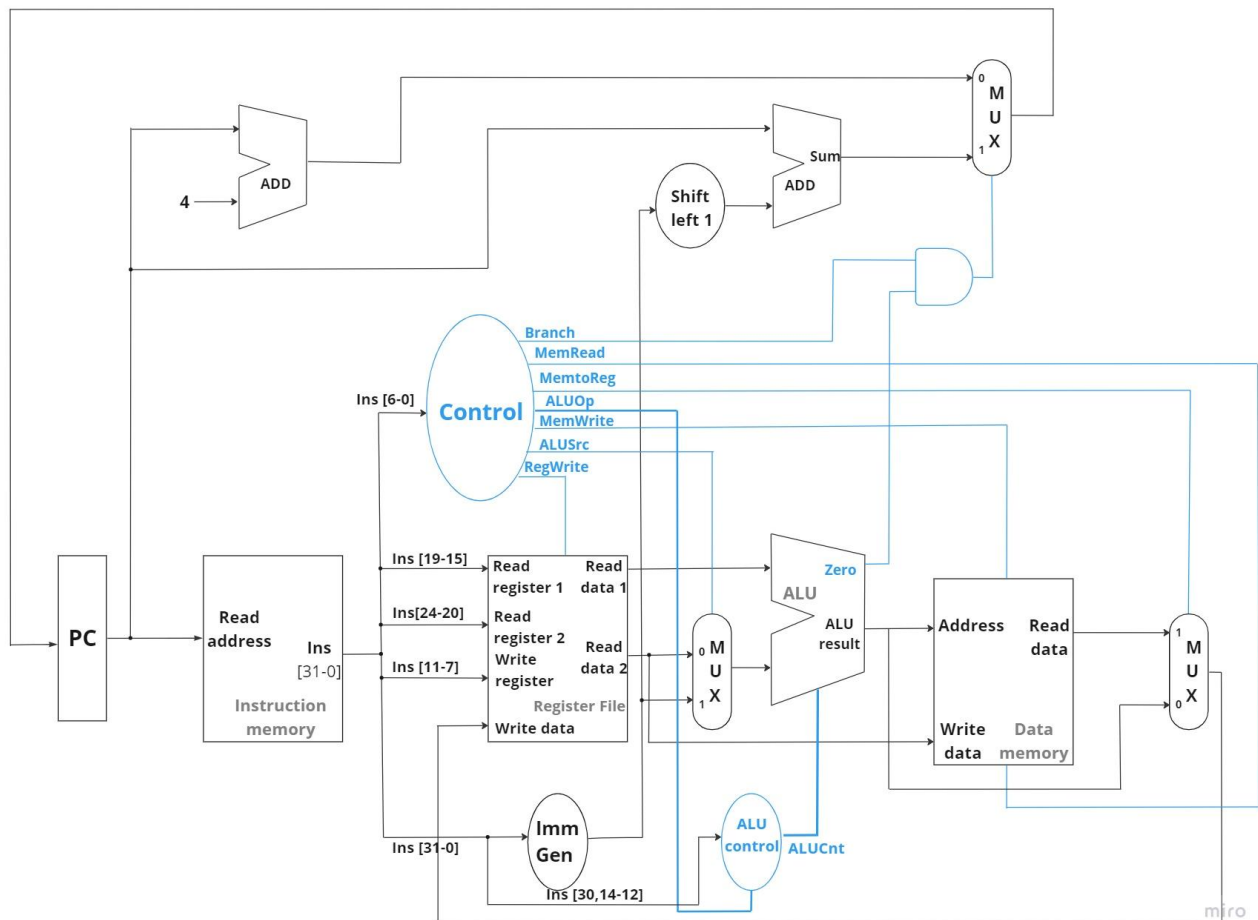 0
M
U
X
1
Sum
ADD
ADD
4
Shift
left 1
Branch
MemRead
MemtoReg
ALUOp
MemWrite
ALUSrc
RegWrite
Control
Ins [6-0]
PC
Read
address
Ins
[31-0]
Instruction
memory
Ins [19-15]
Ins[24-20]
Ins [11-7]
Ins [31-0]
Read
register 1
Read
register 2
Write
register
Write data
Read
data 1
Read
data 2
Register File
0
M
U
X
1
Zero
ALU
ALU
result
Address
Read
data
Write
data
Data
memory
1
M
U
X
0
Imm
Gen
Ins [30,14-12]
ALU
control
ALUCnt
miro